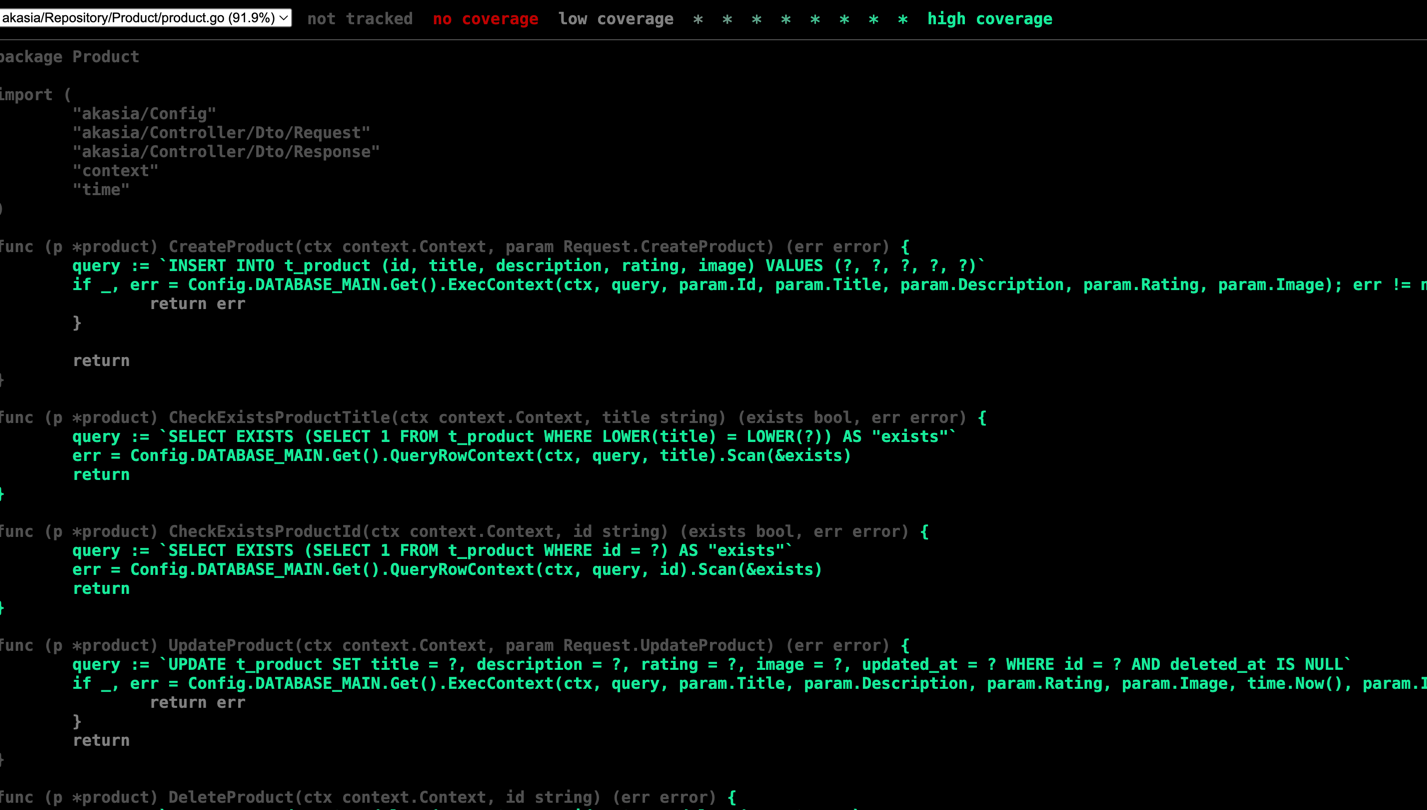 akasia/Repository/Product/product.go (91.9%) not tracked no coverage low coverage * * * * * * * * high coverage
package Product
import (
"akasia/Config"
"akasia/Controller/Dto/Request"
"akasia/Controller/Dto/Response"
"context"
"time"
)
func (p *product) CreateProduct(ctx context.Context, param Request.CreateProduct) (err error) {
query := `INSERT INTO t_product (id, title, description, rating, image) VALUES (?, ?, ?, ?, ?)`
if _, err = Config.DATABASE_MAIN.Get().ExecContext(ctx, query, param.Id, param.Title, param.Description, param.Rating, param.Image); err != n
return err
}
return
}
func (p *product) CheckExistsProductTitle(ctx context.Context, title string) (exists bool, err error) {
query := `SELECT EXISTS (SELECT 1 FROM t_product WHERE LOWER(title) = LOWER(?)) AS "exists"`
err = Config.DATABASE_MAIN.Get().QueryRowContext(ctx, query, title).Scan(&exists)
return
}
func (p *product) CheckExistsProductId(ctx context.Context, id string) (exists bool, err error) {
query := `SELECT EXISTS (SELECT 1 FROM t_product WHERE id = ?) AS "exists"`
err = Config.DATABASE_MAIN.Get().QueryRowContext(ctx, query, id).Scan(&exists)
return
}
func (p *product) UpdateProduct(ctx context.Context, param Request.UpdateProduct) (err error) {
query := `UPDATE t_product SET title = ?, description = ?, rating = ?, image = ?, updated_at = ? WHERE id = ? AND deleted_at IS NULL`
if _, err = Config.DATABASE_MAIN.Get().ExecContext(ctx, query, param.Title, param.Description, param.Rating, param.Image, time.Now(), param.I
return err
}
return
}
func (p *product) DeleteProduct(ctx context.Context, id string) (err error) {